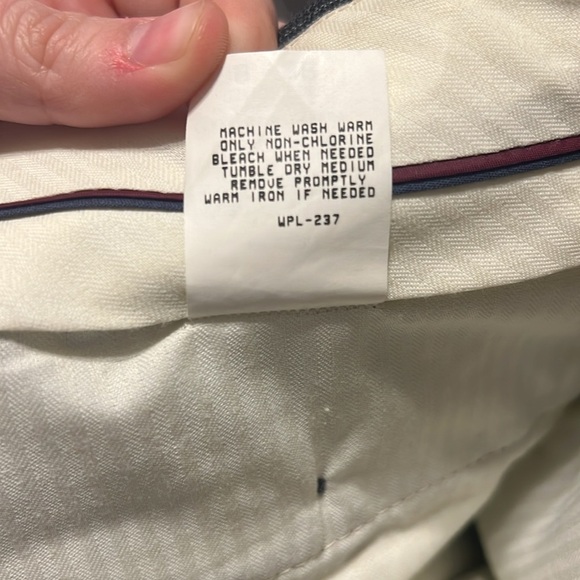 MACHINE WASH WARM
ONLY NON-CHLORINE
BLEACH WHEN NEEDED
TUMBLE DRY MEDIUM
REMOVE PROMPTLY
WARM IRON IF NEEDED
WPL-237